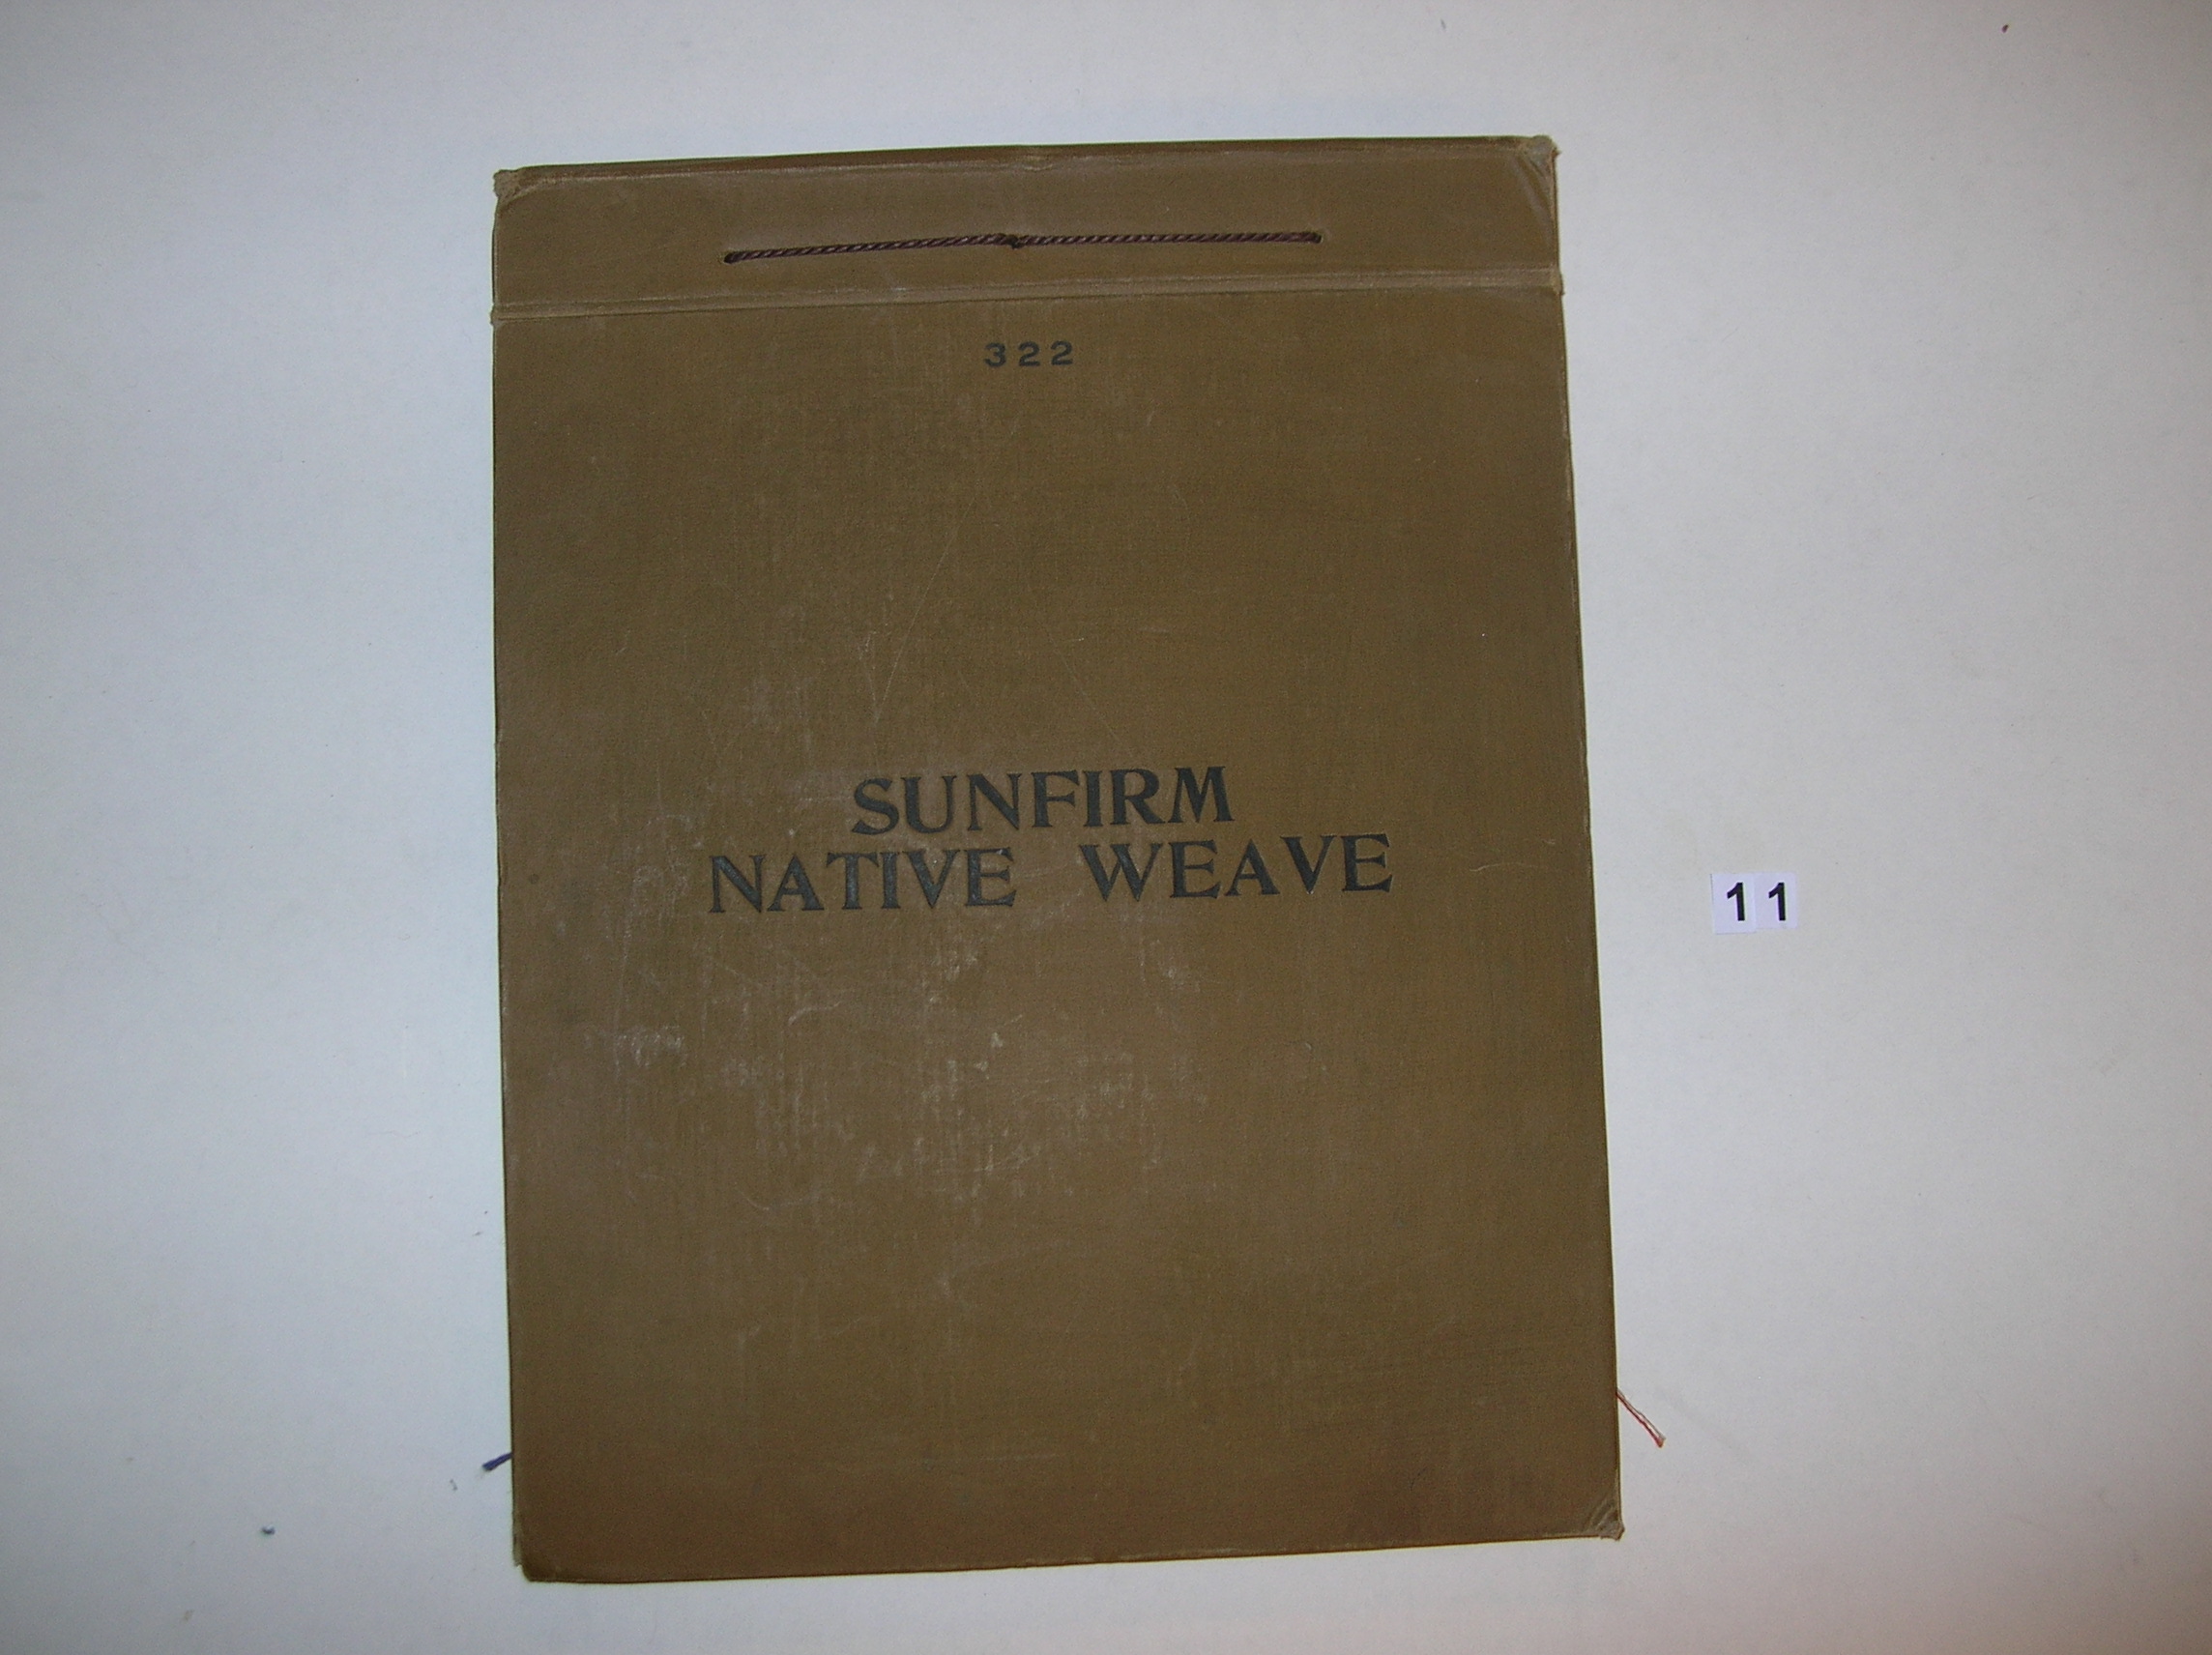 322
SUNFIRM
NATIVE WEAVE
11